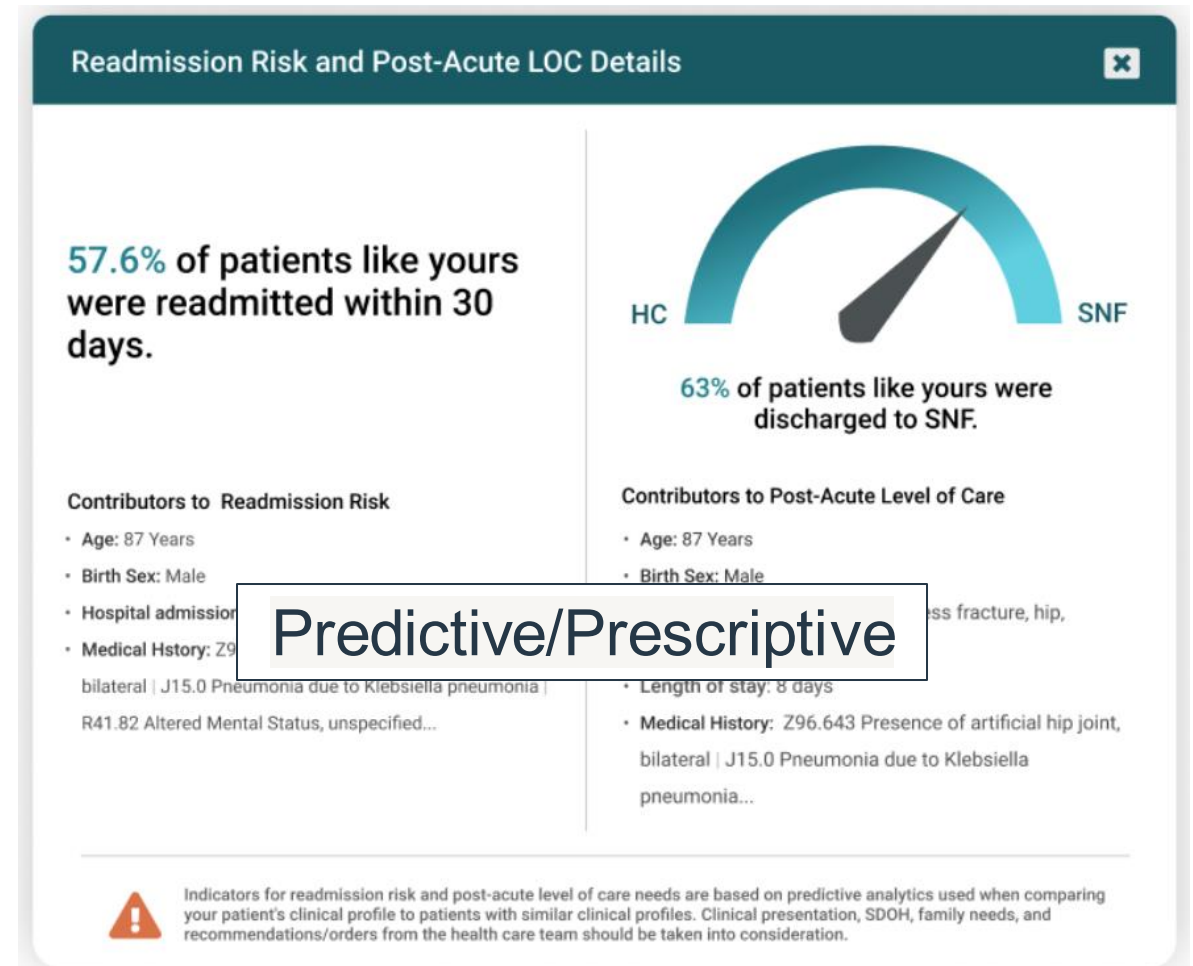 Readmission Risk and Post-Acute LOC Details
57.6% of patients like yours
were readmitted within 30
days.
Contributors to Readmission Risk
• Age: 87 Years
• Birth Sex: Male
• Hospital admission
• Medical Hstory: Z9
bilateral | J15.0 Pneumonia due to Klebsiella pneumonia |
R41.82 Altered Mental Status, unspecified...
HC
SNF
63% of patients like yours were
discharged to SNF.
Contributors to Post-Acute Level of Care
• Age: 87 Years
• Birth Sex: Male
fracture, hip,
• Length of stay: 8 days
• Medical History: Z96.643 Presence of artificial hip joint,
bilateral | J15.0 Pneumonia due to Klebsiella
pneumonia...
Predictive/Prescriptive
Indicators for readmission risk and post-acute level of care needs are based on predictive analytics used when comparing
your patient's clinical profile to patients with similar clinical profiles. Clinical presentation, SDOH, family needs, and
recommendations/orders from the health care team should be taken into consideration.